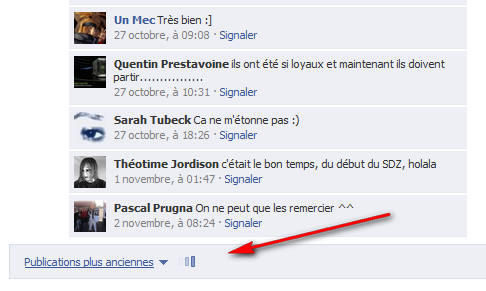 Un Mec Très bien :]
27 octobre, à 09:08 · Signaler
Quentin Prestavoine ils ont été si loyaux et maintenant ils doivent
partir................
27 octobre, à 10:31 · Signaler
Sarah Tubeck Ca ne m'étonne pas :)
27 octobre, à 18:26 · Signaler
Théotime Jordison c'était le bon temps, du début du SDZ, holala
1 novembre, à 01:47 · Signaler
Pascal Prugna On ne peut que les remercier ^^
2 novembre, à 08:24 · Signaler
Publications plus anciennes